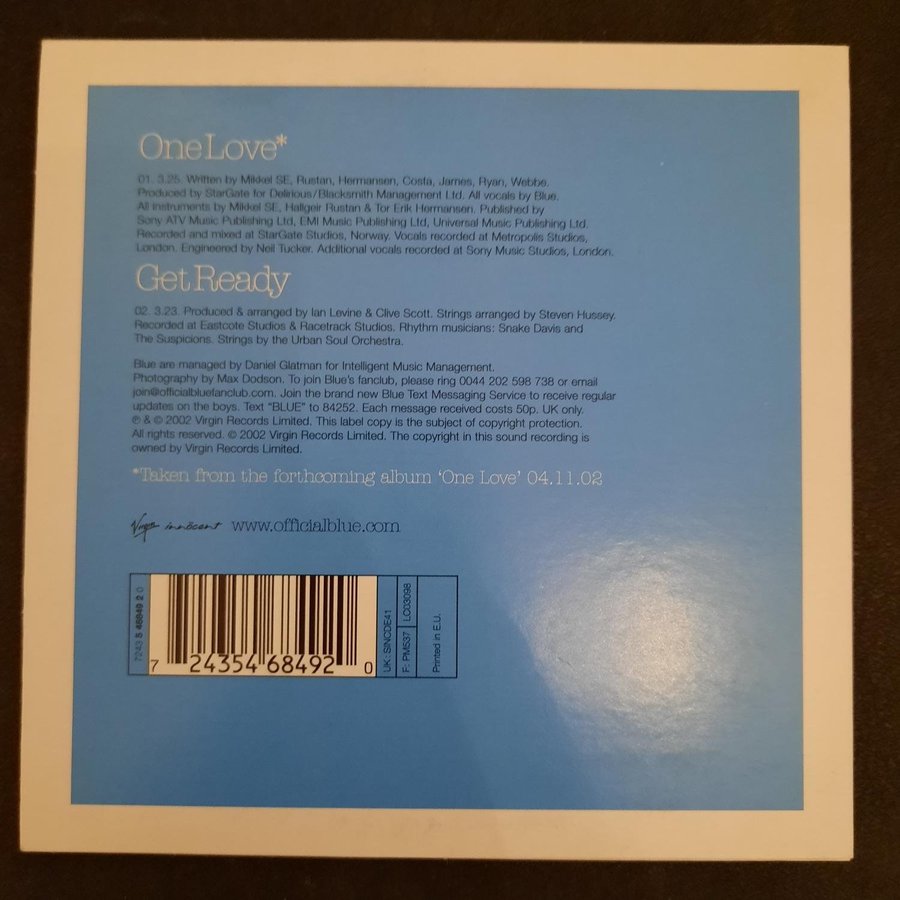 One Love*
01. 3.25. Written by Mikkel SE, Rustan, Hermansen, Costa, James, Ryan, Webbe.
Produced by StarGate for Delirious/Blacksmith Management Ltd. All vocals by Blue.
All instruments by Mikkel SE, Hallgeir Rustan & Tor Erik Hermansen. Published by
Sony ATV Music Publishing Ltd, EMI Music Publishing Ltd, Universal Music Publishing Ltd.
Recorded and mixed at StarGate Studios, Norway. Vocals recorded at Metropolis Studios,
London. Engineered by Neil Tucker. Additional vocals recorded at Sony Music Studios, London.
Get Ready
02. 3.23. Produced & arranged by Ian Levine & Clive Scott. Strings arranged by Steven Hussey.
Recorded at Eastcote Studios & Racetrack Studios. Rhythm musicians: Snake Davis and
The Suspicions. Strings by the Urban Soul Orchestra.
Blue are managed by Daniel Glatman for Intelligent Music Management.
Photography by Max Dodson. To join Blue's fanclub, please ring 0044 202 598 738 or email
join@officialbluefanclub.com. Join the brand new Blue Text Messaging Service to receive regular
updates on the boys. Text "BLUE" to 84252. Each message received costs 50p. UK only.
℗ & © 2002 Virgin Records Limited. This label copy is the subject of copyright protection.
All rights reserved. © 2002 Virgin Records Limited. The copyright in this sound recording is
owned by Virgin Records Limited.
*Taken from the forthcoming album 'One Love' 04.11.02
Virgin innocent www.officialblue.com
7243 5 46849 2 0
7 24354 68492 0
UK: SINCDE41
F: PM537 LC03098
Printed in E.U.